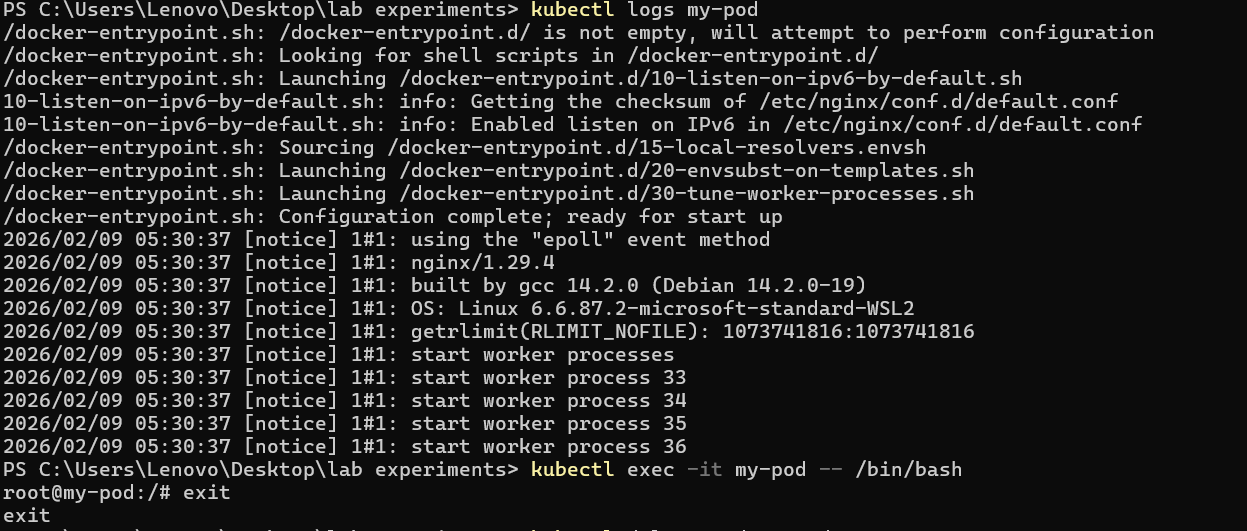 PS C:\Users\Lenovo\Desktop\lab experiments> kubectl logs my-pod
/docker-entrypoint.sh: /docker-entrypoint.d/ is not empty, will attempt to perform configuration
/docker-entrypoint.sh: Looking for shell scripts in /docker-entrypoint.d/
/docker-entrypoint.sh: Launching /docker-entrypoint.d/10-listen-on-ipv6-by-default.sh
10-listen-on-ipv6-by-default.sh: info: Getting the checksum of /etc/nginx/conf.d/default.conf
10-listen-on-ipv6-by-default.sh: info: Enabled listen on IPv6 in /etc/nginx/conf.d/default.conf
/docker-entrypoint.sh: Sourcing /docker-entrypoint.d/15-local-resolvers.envsh
/docker-entrypoint.sh: Launching /docker-entrypoint.d/20-envsubst-on-templates.sh
/docker-entrypoint.sh: Launching /docker-entrypoint.d/30-tune-worker-processes.sh
/docker-entrypoint.sh: Configuration complete; ready for start up
2026/02/09 05:30:37 [notice] 1#1: using the "epoll" event method
2026/02/09 05:30:37 [notice] 1#1: nginx/1.29.4
2026/02/09 05:30:37 [notice] 1#1: built by gcc 14.2.0 (Debian 14.2.0-19)
2026/02/09 05:30:37 [notice] 1#1: OS: Linux 6.6.87.2-microsoft-standard-WSL2
2026/02/09 05:30:37 [notice] 1#1: getrlimit(RLIMIT_NOFILE): 1073741816:1073741816
2026/02/09 05:30:37 [notice] 1#1: start worker processes
2026/02/09 05:30:37 [notice] 1#1: start worker process 33
2026/02/09 05:30:37 [notice] 1#1: start worker process 34
2026/02/09 05:30:37 [notice] 1#1: start worker process 35
2026/02/09 05:30:37 [notice] 1#1: start worker process 36
PS C:\Users\Lenovo\Desktop\lab experiments> kubectl exec -it my-pod -- /bin/bash
root@my-pod:/# exit
exit